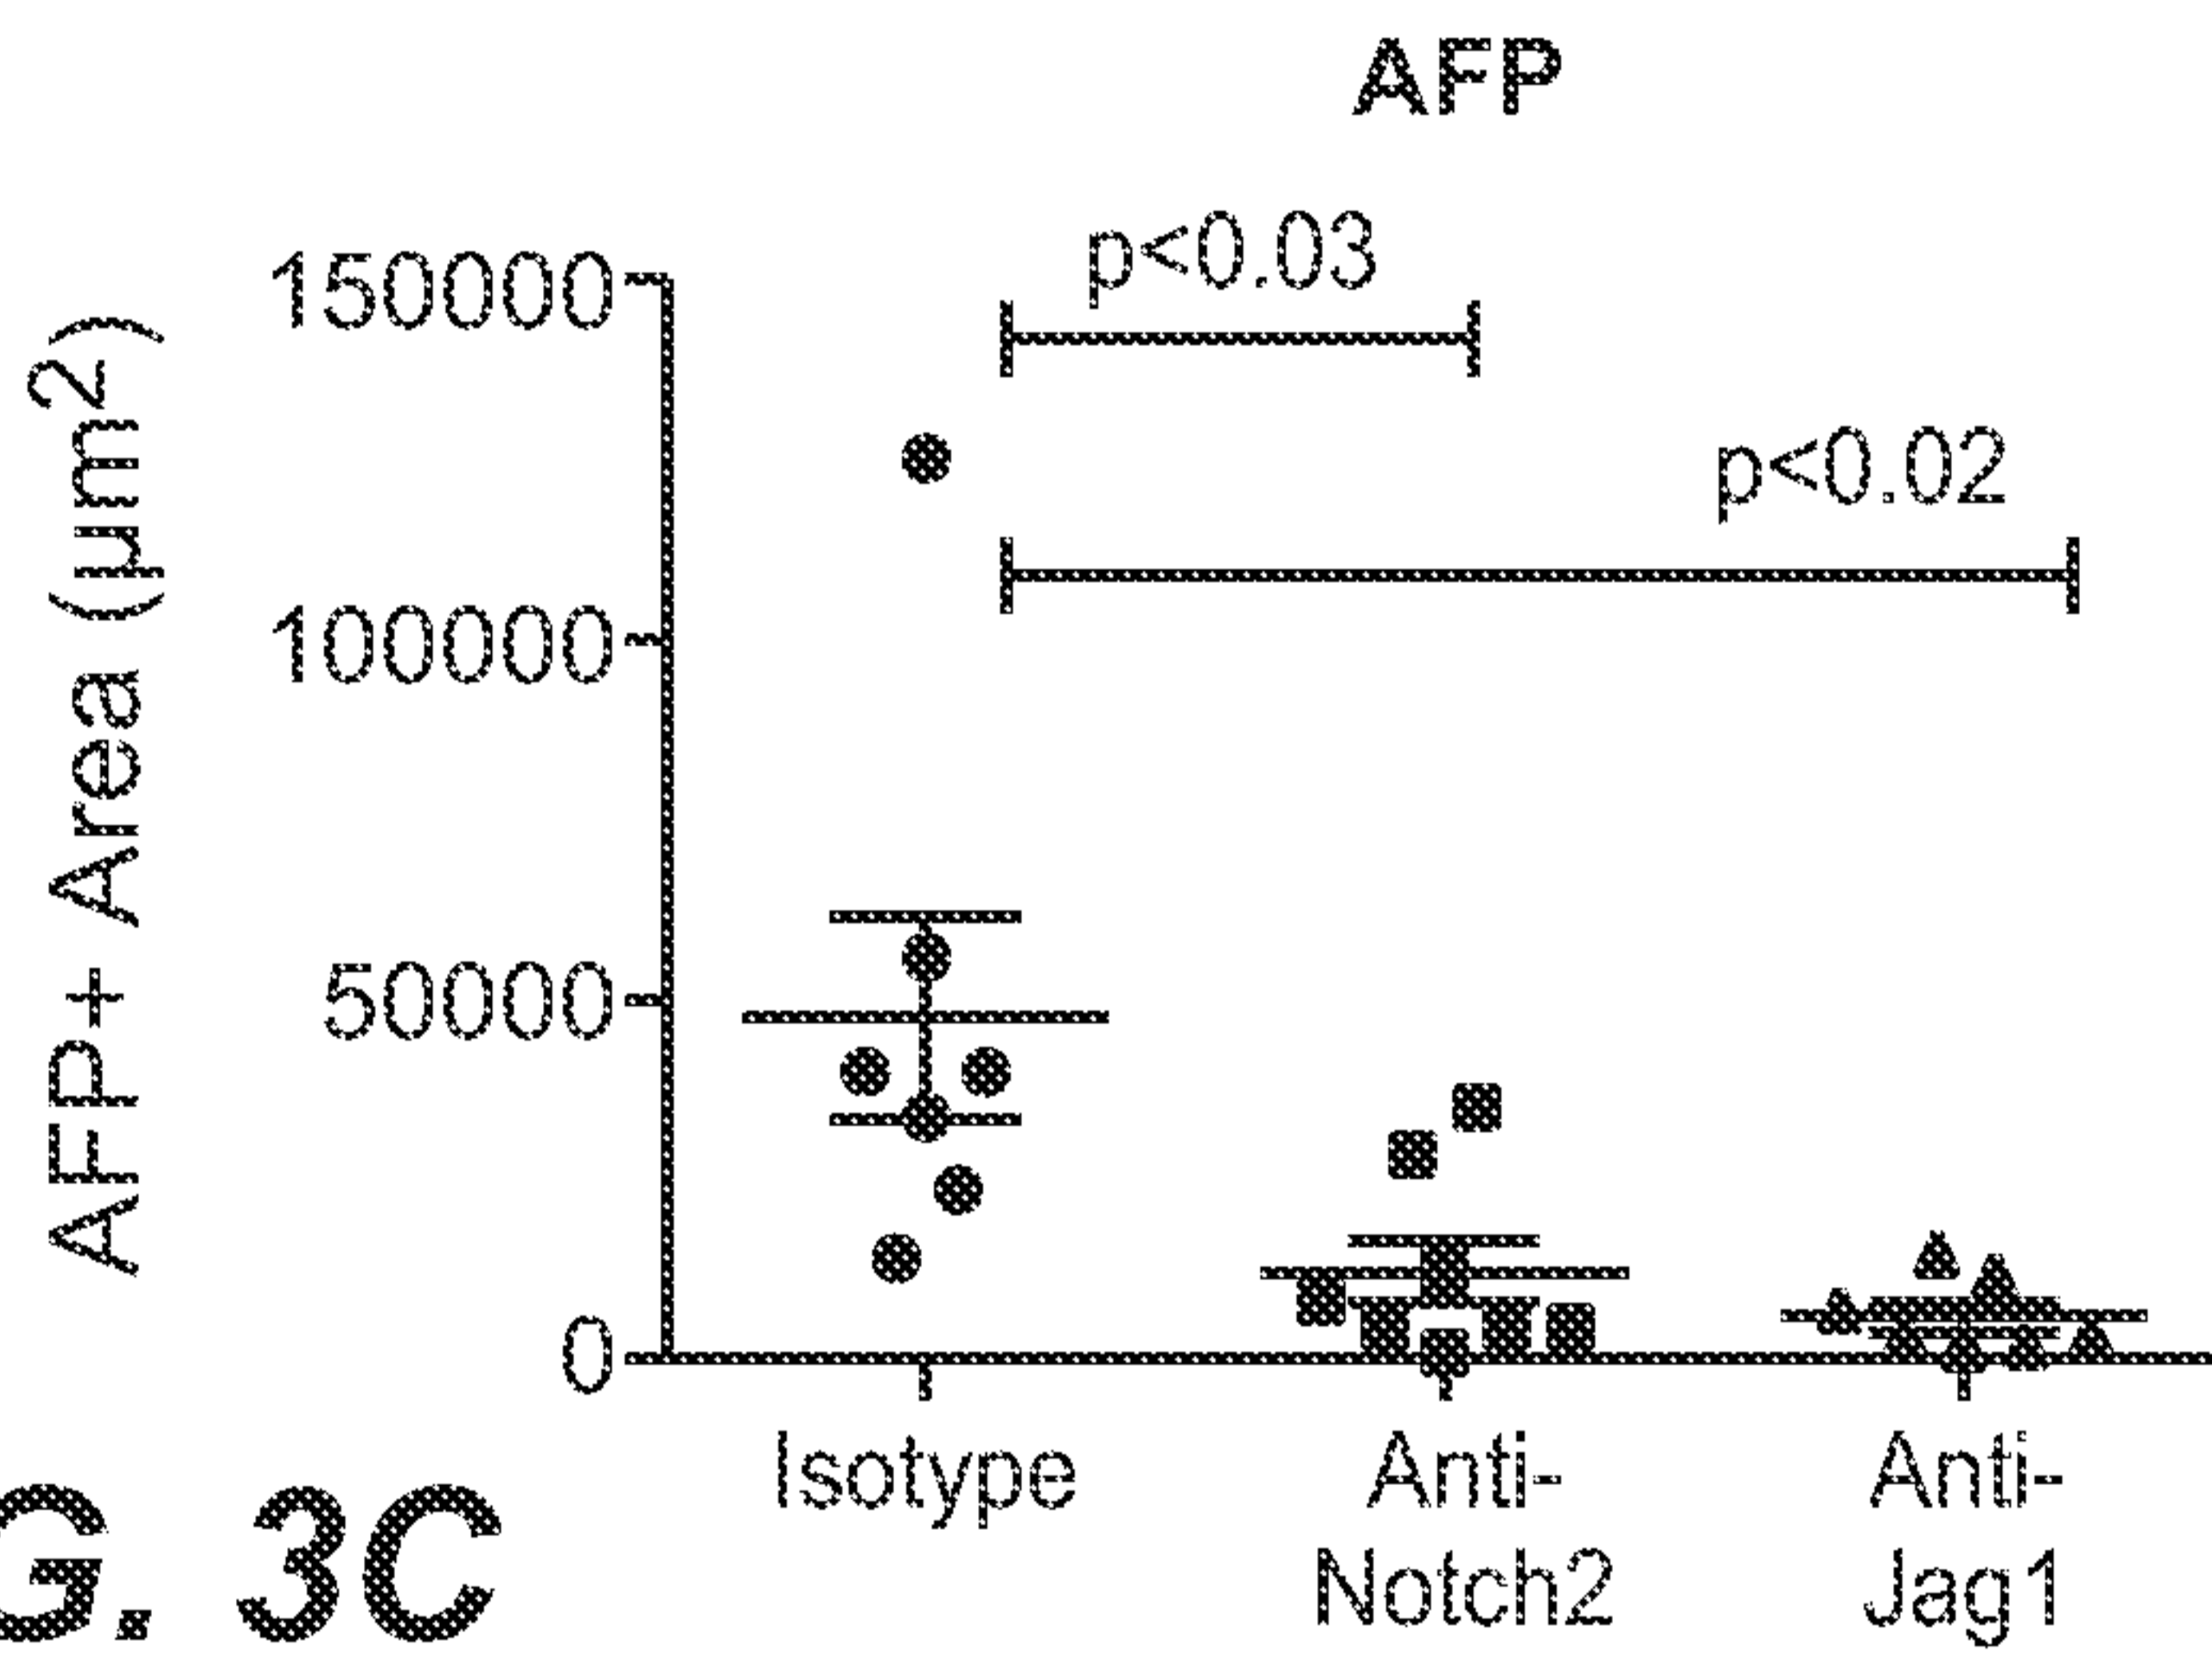 AFP
p<0.03
p<0.02
AFP+ Area (µm²)
150000
100000
50000
0
Isotype
Anti-
Notch2
Anti-
Jag1
G. 3C